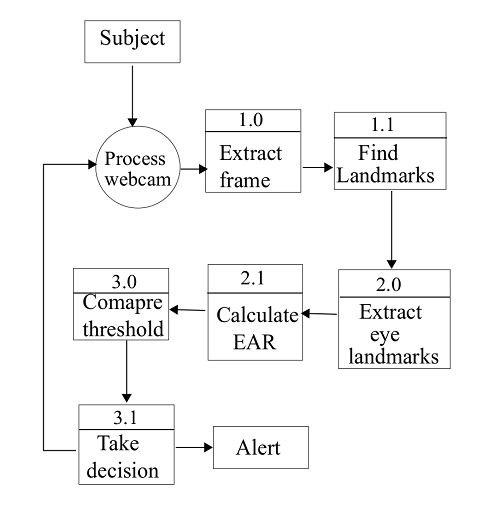 Subject
Process
webcam
1.0
Extract
frame
1.1
Find
Landmarks
2.0
Extract
eye
landmarks
2.1
Calculate
EAR
3.0
Comapre
threshold
3.1
Take
decision
Alert